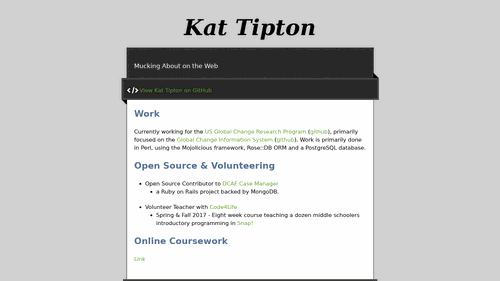 Kat Tipton
Mucking About on the Web
View Kat Tipton on GitHub
Work
Currently working for the US Global Change Research Program (github), primarily
focused on the Global Change Information System (github). Work is primarily done
in Perl, using the Mojolicious framework, Rose::DB ORM and a PostgreSQL database.
Open Source & Volunteering
Open Source Contributor to DCAF Case Manager
a Ruby on Rails project backed by MongoDB.
Volunteer Teacher with Code4Life
Spring & Fall 2017 - Eight week course teaching a dozen middle schoolers
introductory programming in Snap!
Online Coursework
Link